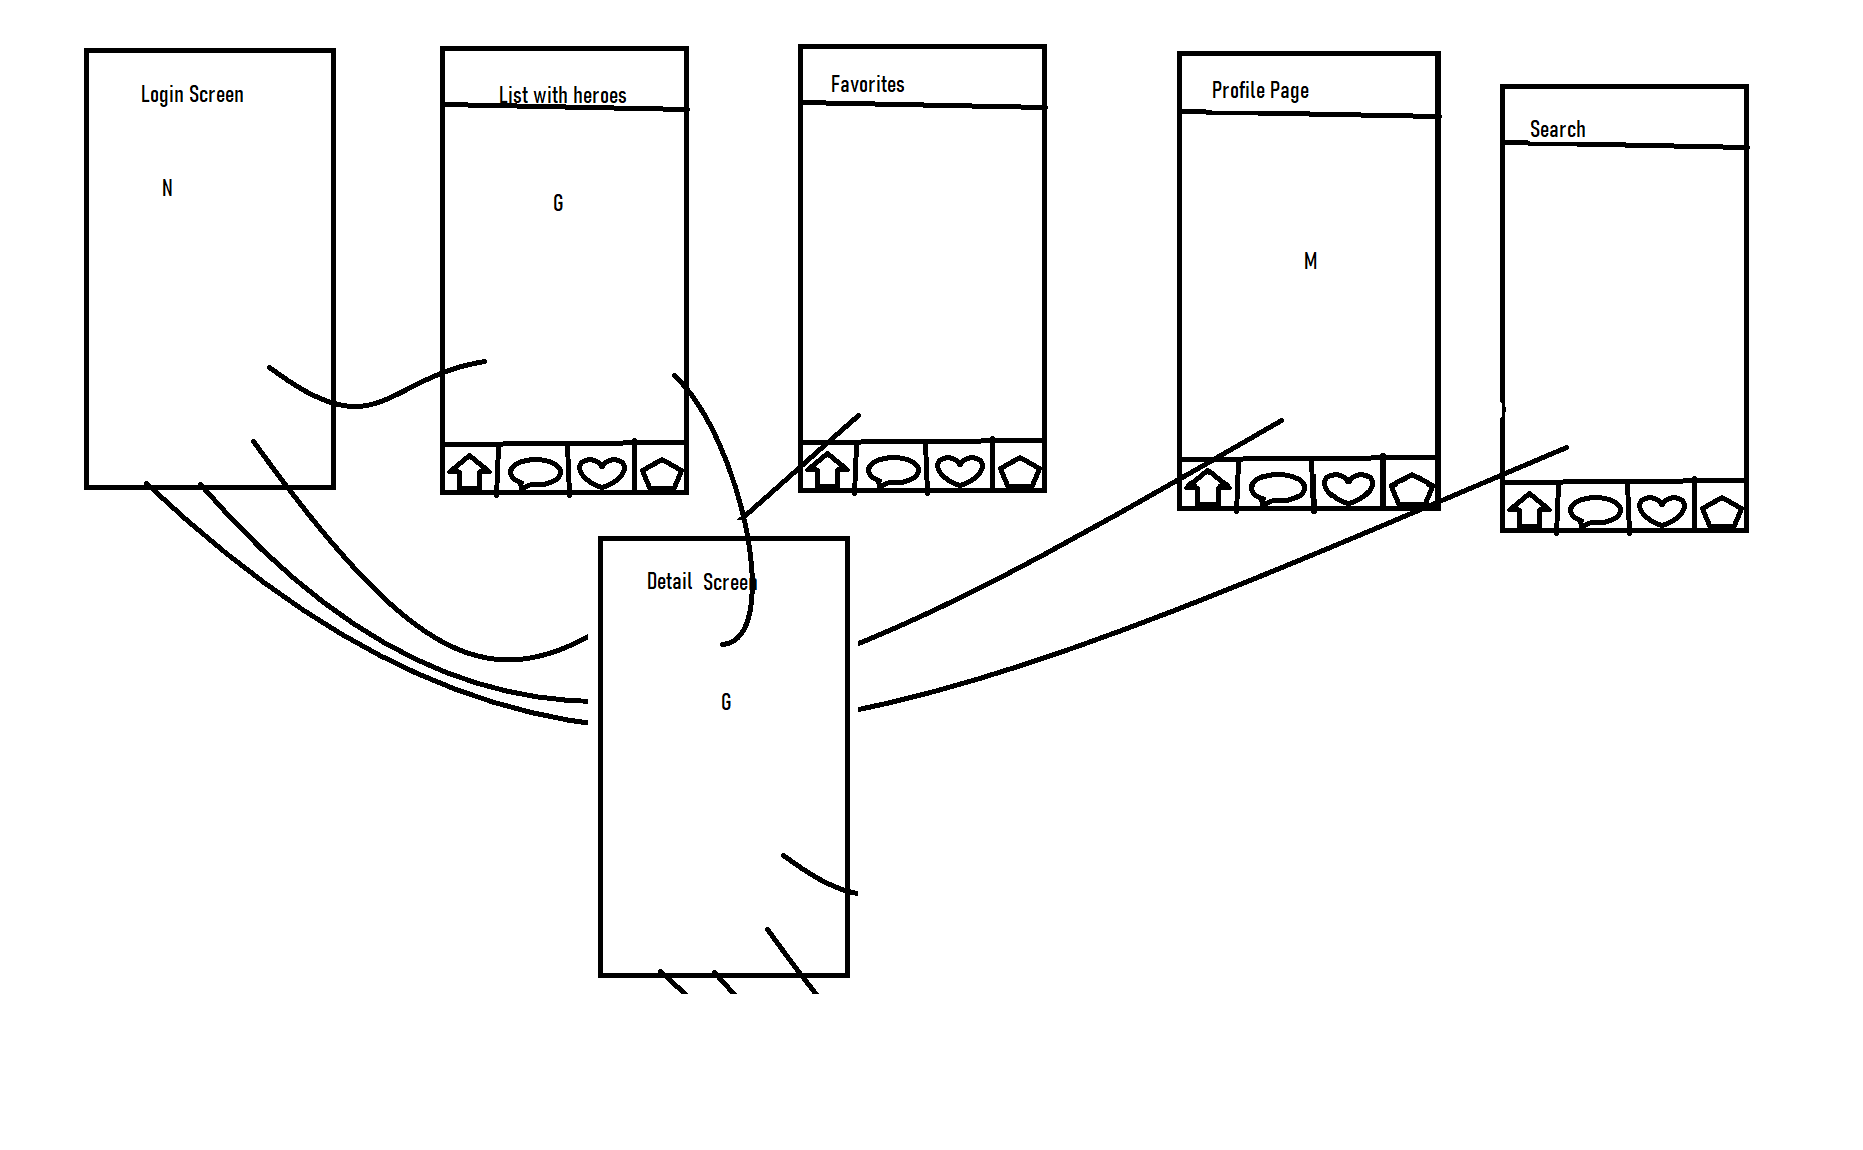 Login Screen
N
List with heroes
G
Favorites
Profile Page
M
Search
Detail Screen
G